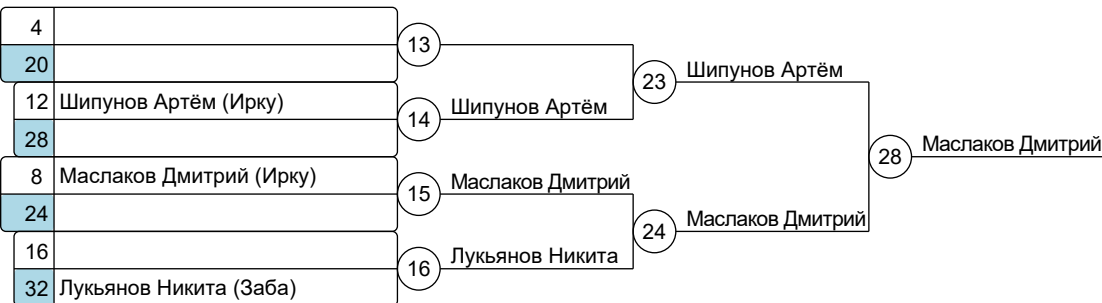 4
20
13
12 Шипунов Артём (Ирку)
28
14
Шипунов Артём
23
Шипунов Артём
8 Маслаков Дмитрий (Ирку)
24
15
Маслаков Дмитрий
16
32 Лукьянов Никита (Заба)
16
Лукьянов Никита
24
Маслаков Дмитрий
28
Маслаков Дмитрий